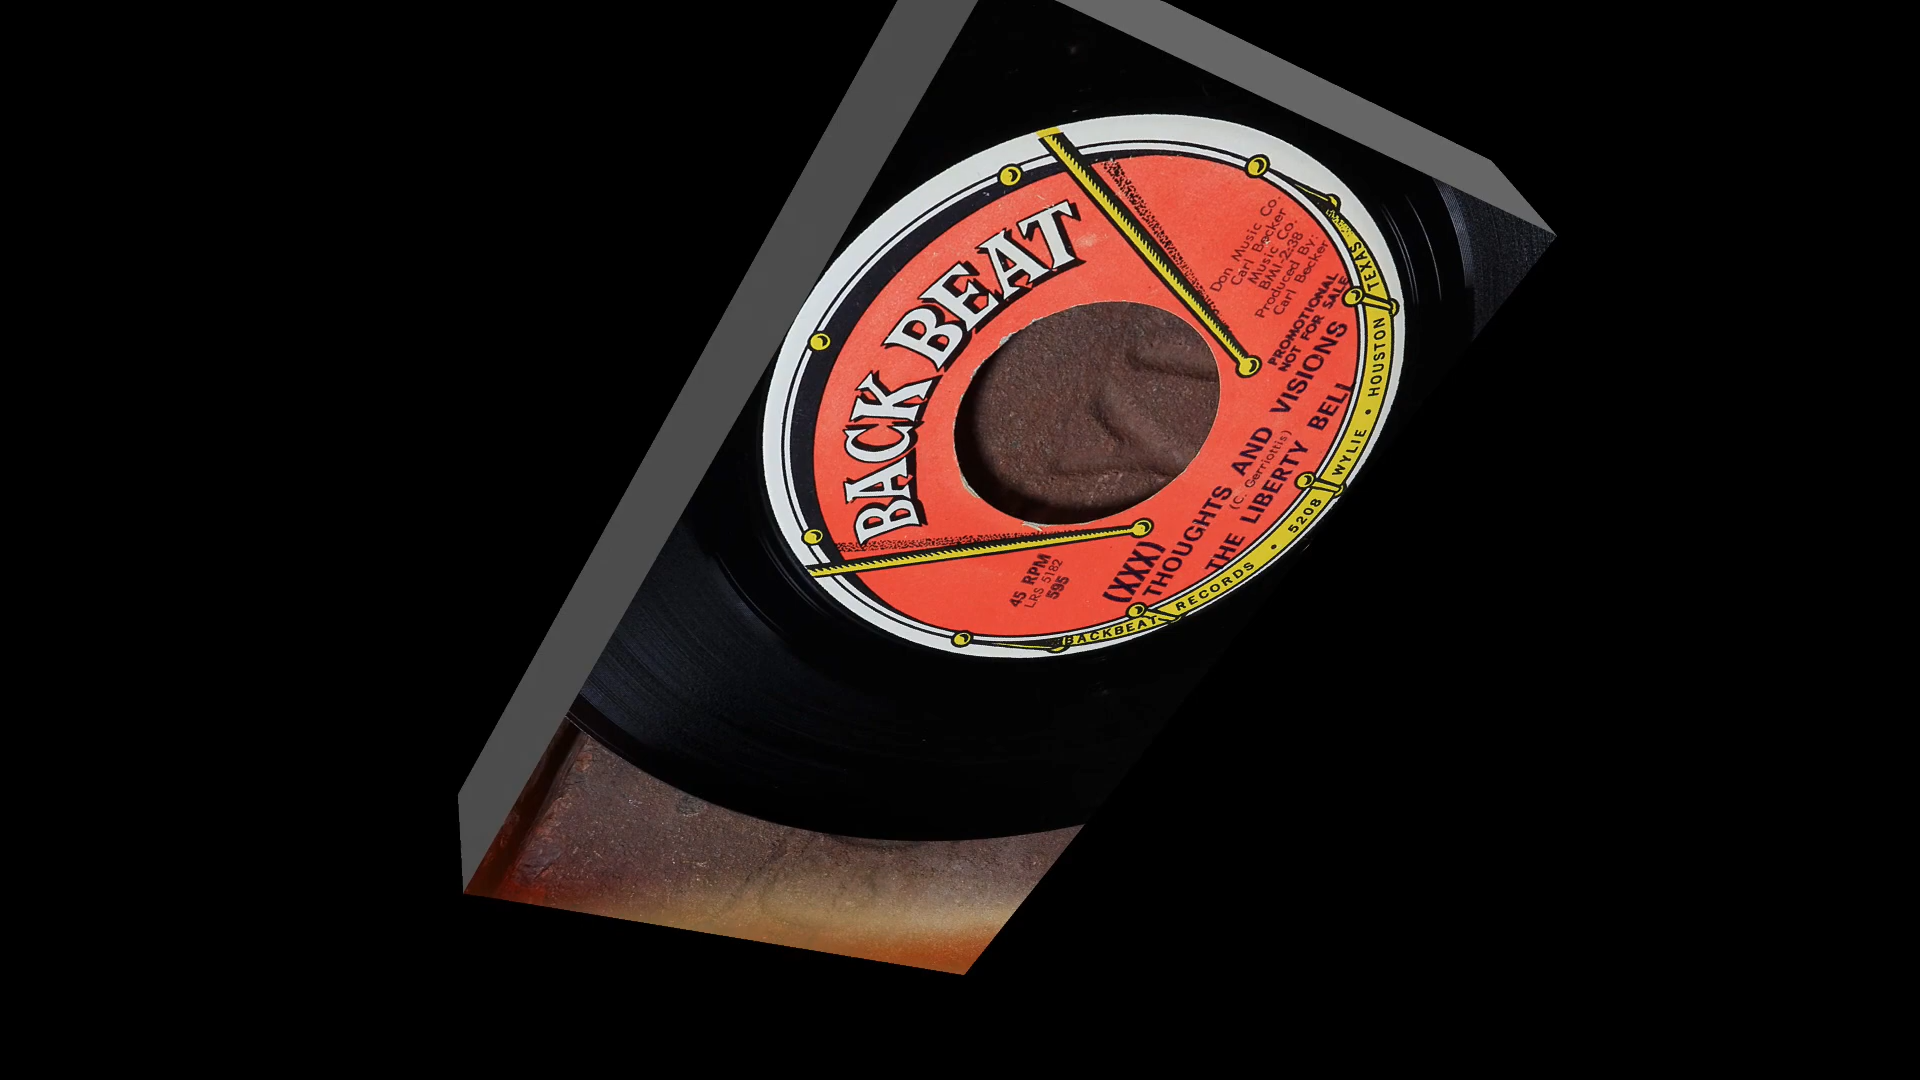 BACK BEAT
45 RPM
LRS 5182
595
Don Music Co.
Carl Becker
Music Co.
BMI-2:38
Produced By:
Carl Becker
PROMOTIONAL
NOT FOR SALE
(XXX)
THOUGHTS AND VISIONS
(C. Gerriottis)
THE LIBERTY BELL
BACKBEAT RECORDS • 5208 WYLIE • HOUSTON TEXAS